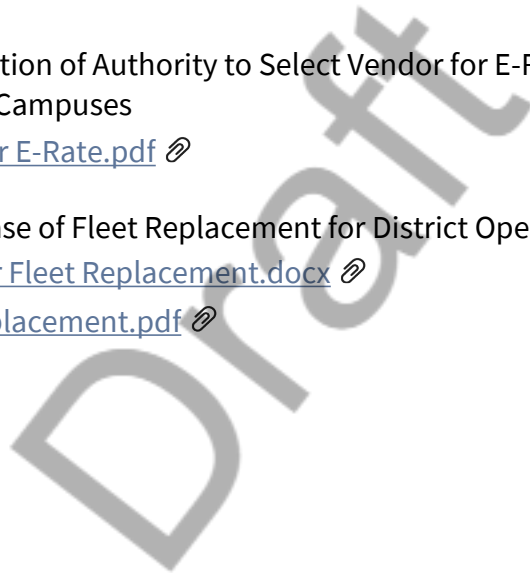 tion of Authority to Select Vendor for E-
Campuses
r E-Rate.pdf
se of Fleet Replacement for District Ope
r Fleet Replacement.docx
placement.pdf
Draft